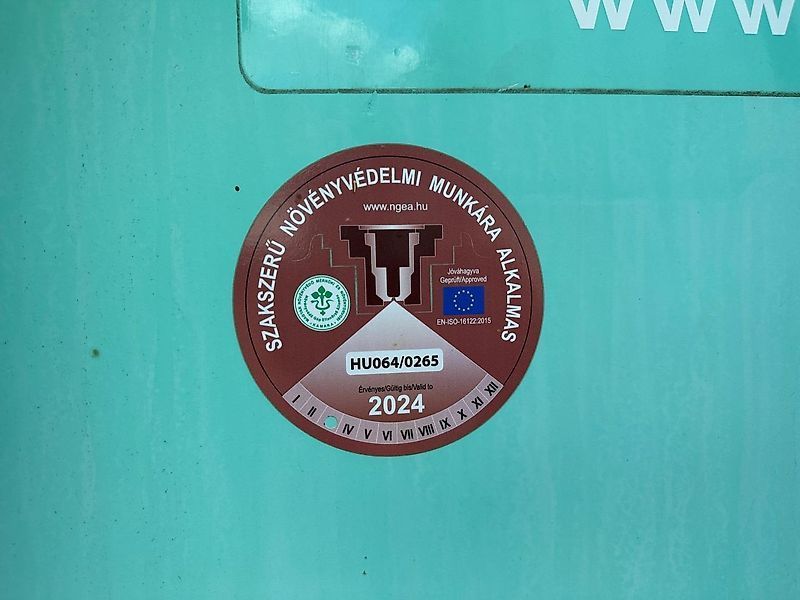 www
SZAKSZERŰ NÖVÉNYVÉDELMI MUNKÁRA ALKALMAS
www.ngea.hu
Jóváhagyva
Geprüft/Approved
EN-ISO-16122:2015
KAMARA
HU064/0265
Érvényes/Gültig bis/Valid to
2024
I II IV V VI VII VIII IX X XI XII